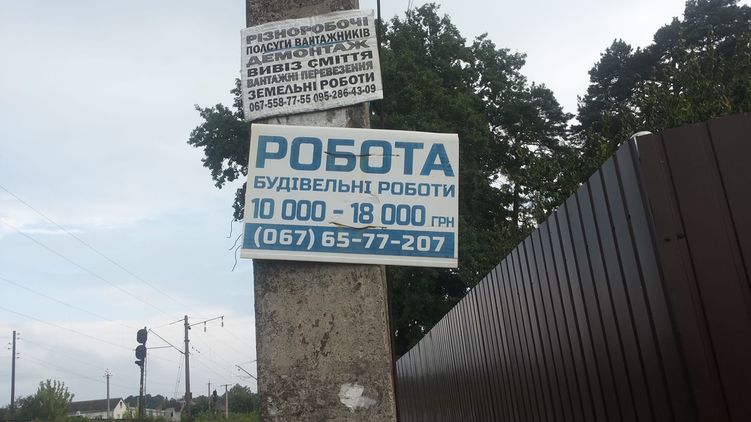 РІЗНОРОБОЧІ
ПОСЛУГИ ВАНТАЖНИКІВ
ДЕМОНТАЖ
ВИВІЗ СМІТТЯ
ВАНТАЖНІ ПЕРЕВЕЗЕННЯ
ЗЕМЕЛЬНІ РОБОТИ
067-558-77-55 095-286-43-09
РОБОТА
БУДІВЕЛЬНІ РОБОТИ
10 000 - 18 000 ГРН
(067) 65-77-207